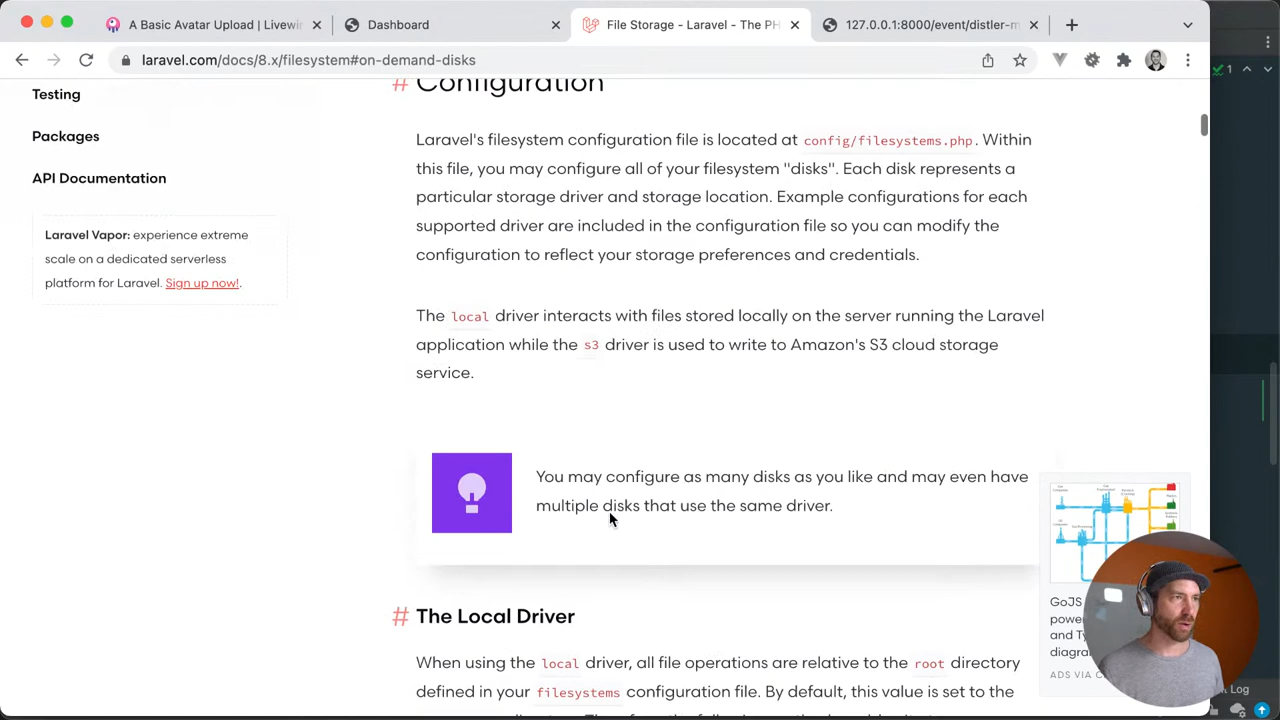 A Basic Avatar Upload | Livewi
Dashboard
File Storage - Laravel - The PH
127.0.0.1:8000/event/distler-m
laravel.com/docs/8.x/filesystem#on-demand-disks
1
Testing
Packages
API Documentation
Laravel Vapor: experience extreme
scale on a dedicated serverless
platform for Laravel. Sign up now!.
# Configuration
Laravel's filesystem configuration file is located at config/filesystems.php. Within
this file, you may configure all of your filesystem "disks". Each disk represents a
particular storage driver and storage location. Example configurations for each
supported driver are included in the configuration file so you can modify the
configuration to reflect your storage preferences and credentials.
The local driver interacts with files stored locally on the server running the Laravel
application while the s3 driver is used to write to Amazon's S3 cloud storage
service.
You may configure as many disks as you like and may even have
multiple disks that use the same driver.
# The Local Driver
When using the local driver, all file operations are relative to the root directory
defined in your filesystems configuration file. By default, this value is set to the
GoJS
powe
and Ty
diagra
ADS VIA C
Log